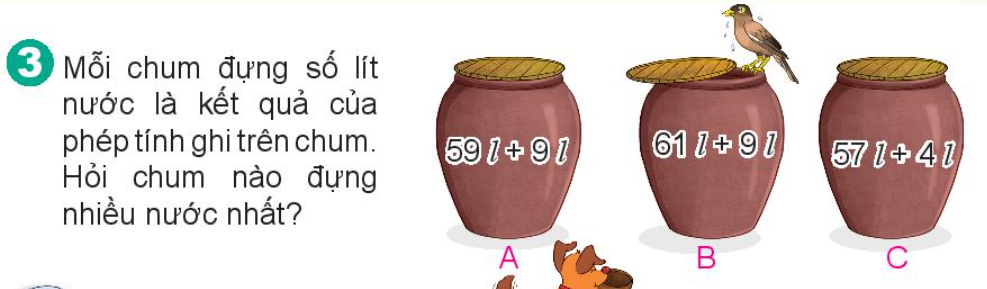 3 Mỗi chum đựng số lít
nước là kết quả của
phép tính ghi trên chum.
Hỏi chum nào đựng
nhiều nước nhất?
59 l + 9 l
61 l + 9 l
57 l + 4 l
A
B
C